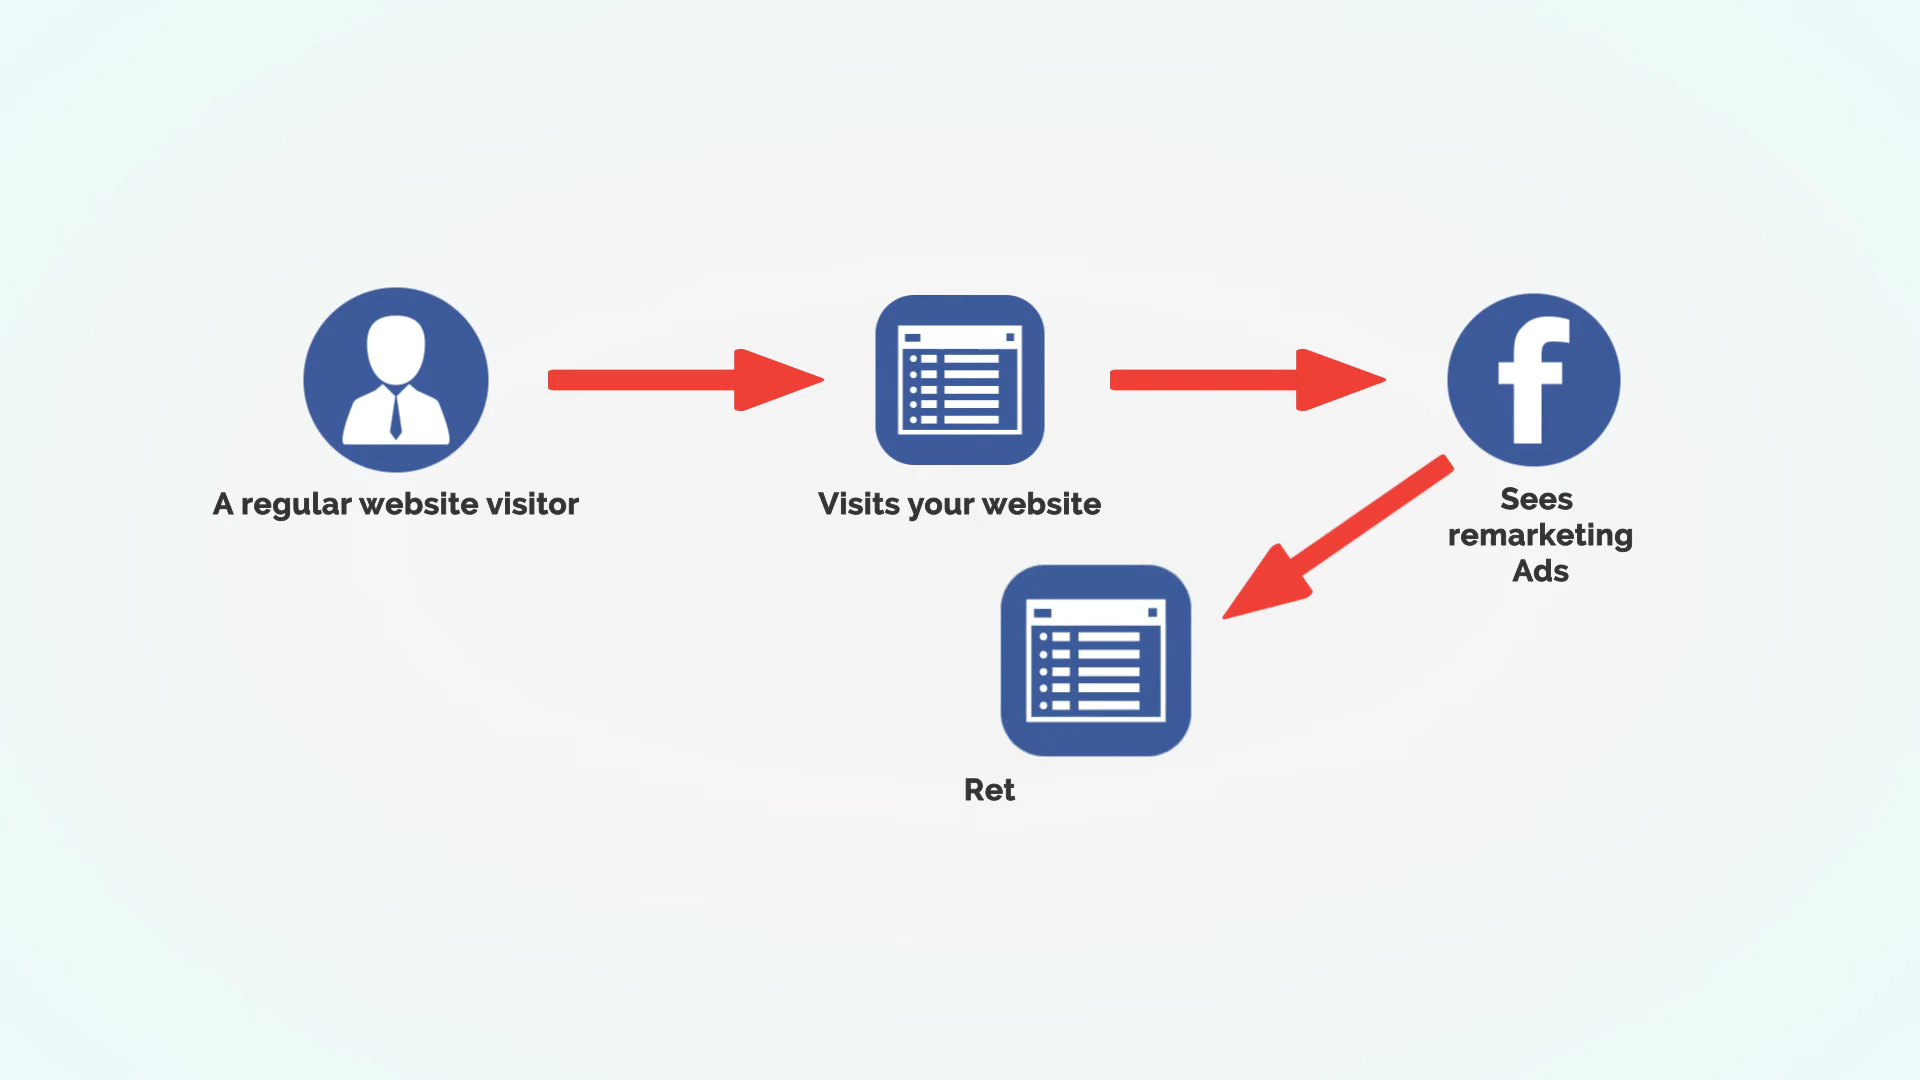 A regular website visitor
Visits your website
Sees
remarketing
Ads
Ret